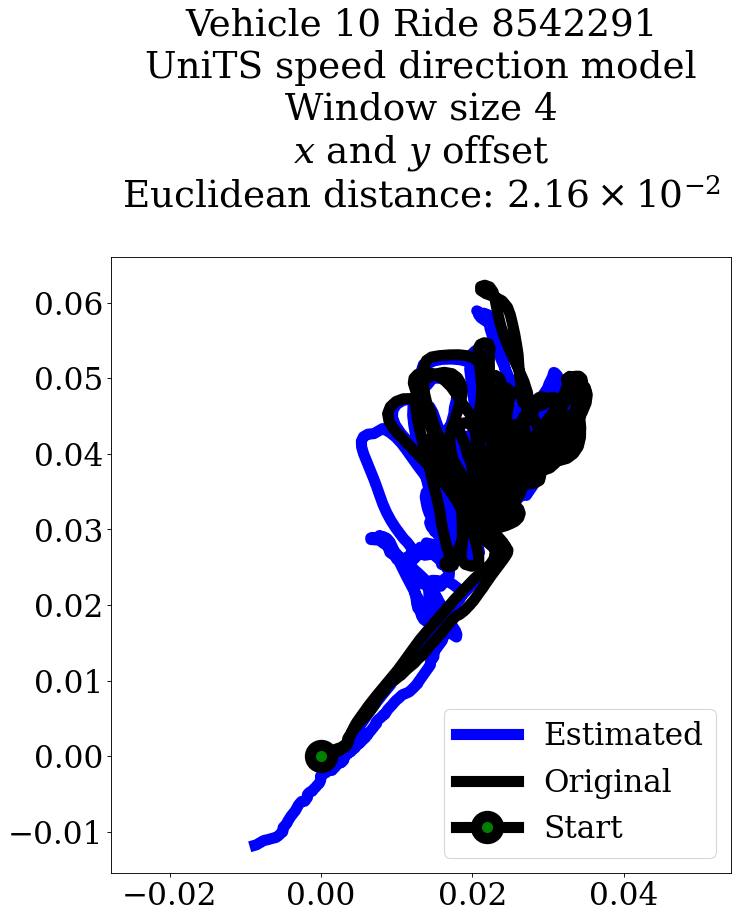 Vehicle 10 Ride 8542291
UniTS speed direction model
Window size 4
x and y offset
Euclidean distance: 2.16 × 10⁻²
0.06
0.05
0.04
0.03
0.02
0.01
0.00
−0.01
Estimated
Original
Start
−0.02 0.00 0.02 0.04